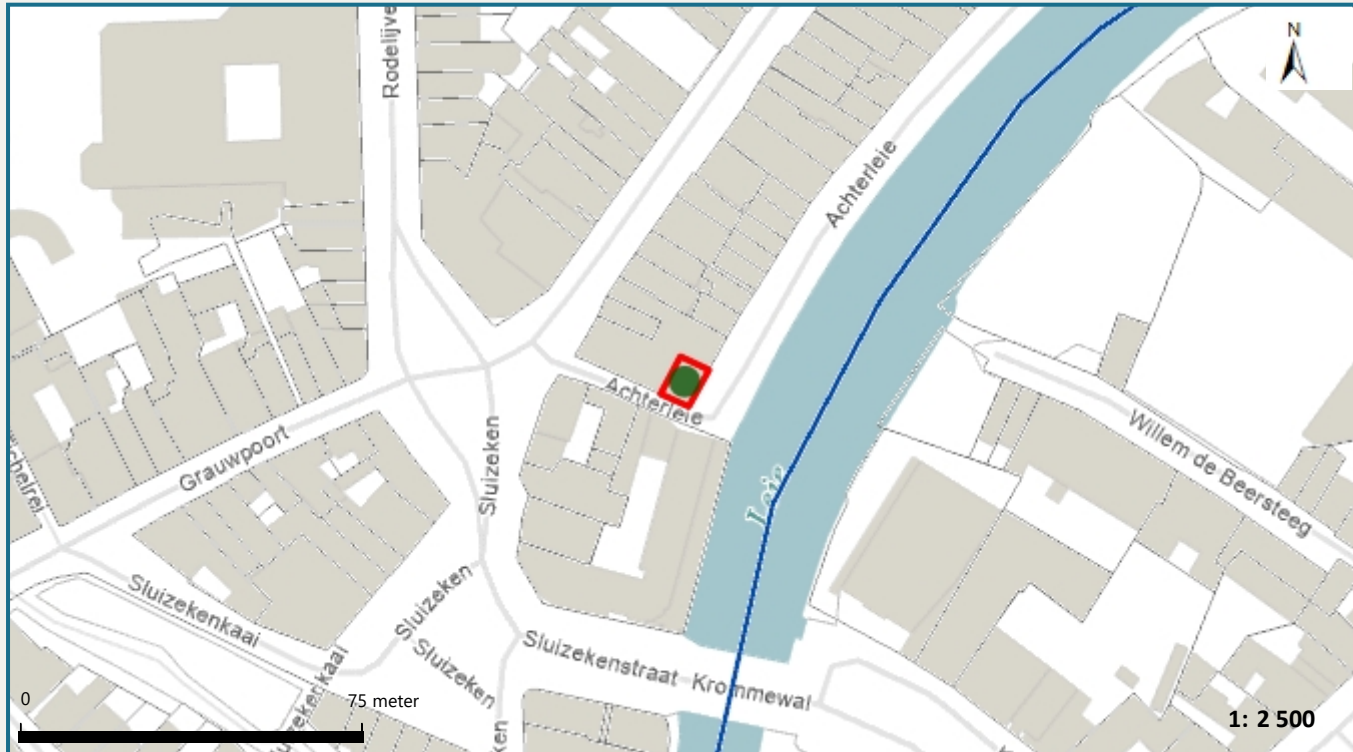 N
Achterleie
Achterleie
Grauwpoort
Sluizeken
Willem de Beersteeg
Leie
Sluizekenkaai
Sluizeken
Sluizeken
Sluizekenstraat
Krommewal
0
75 meter
1: 2 500